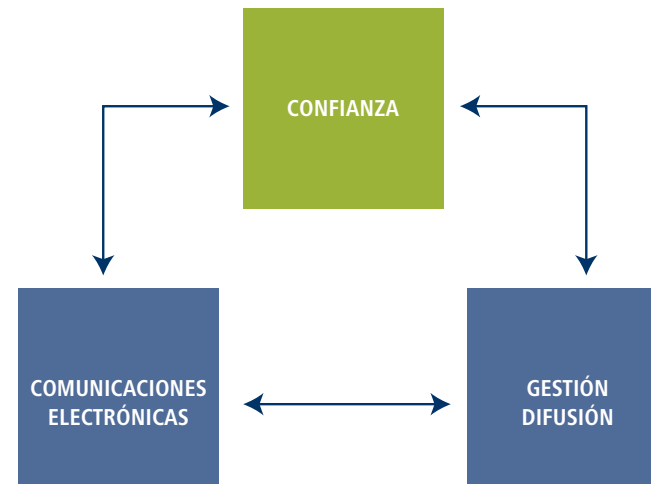 CONFIANZA
COMUNICACIONES
ELECTRÓNICAS
GESTIÓN
DIFUSIÓN